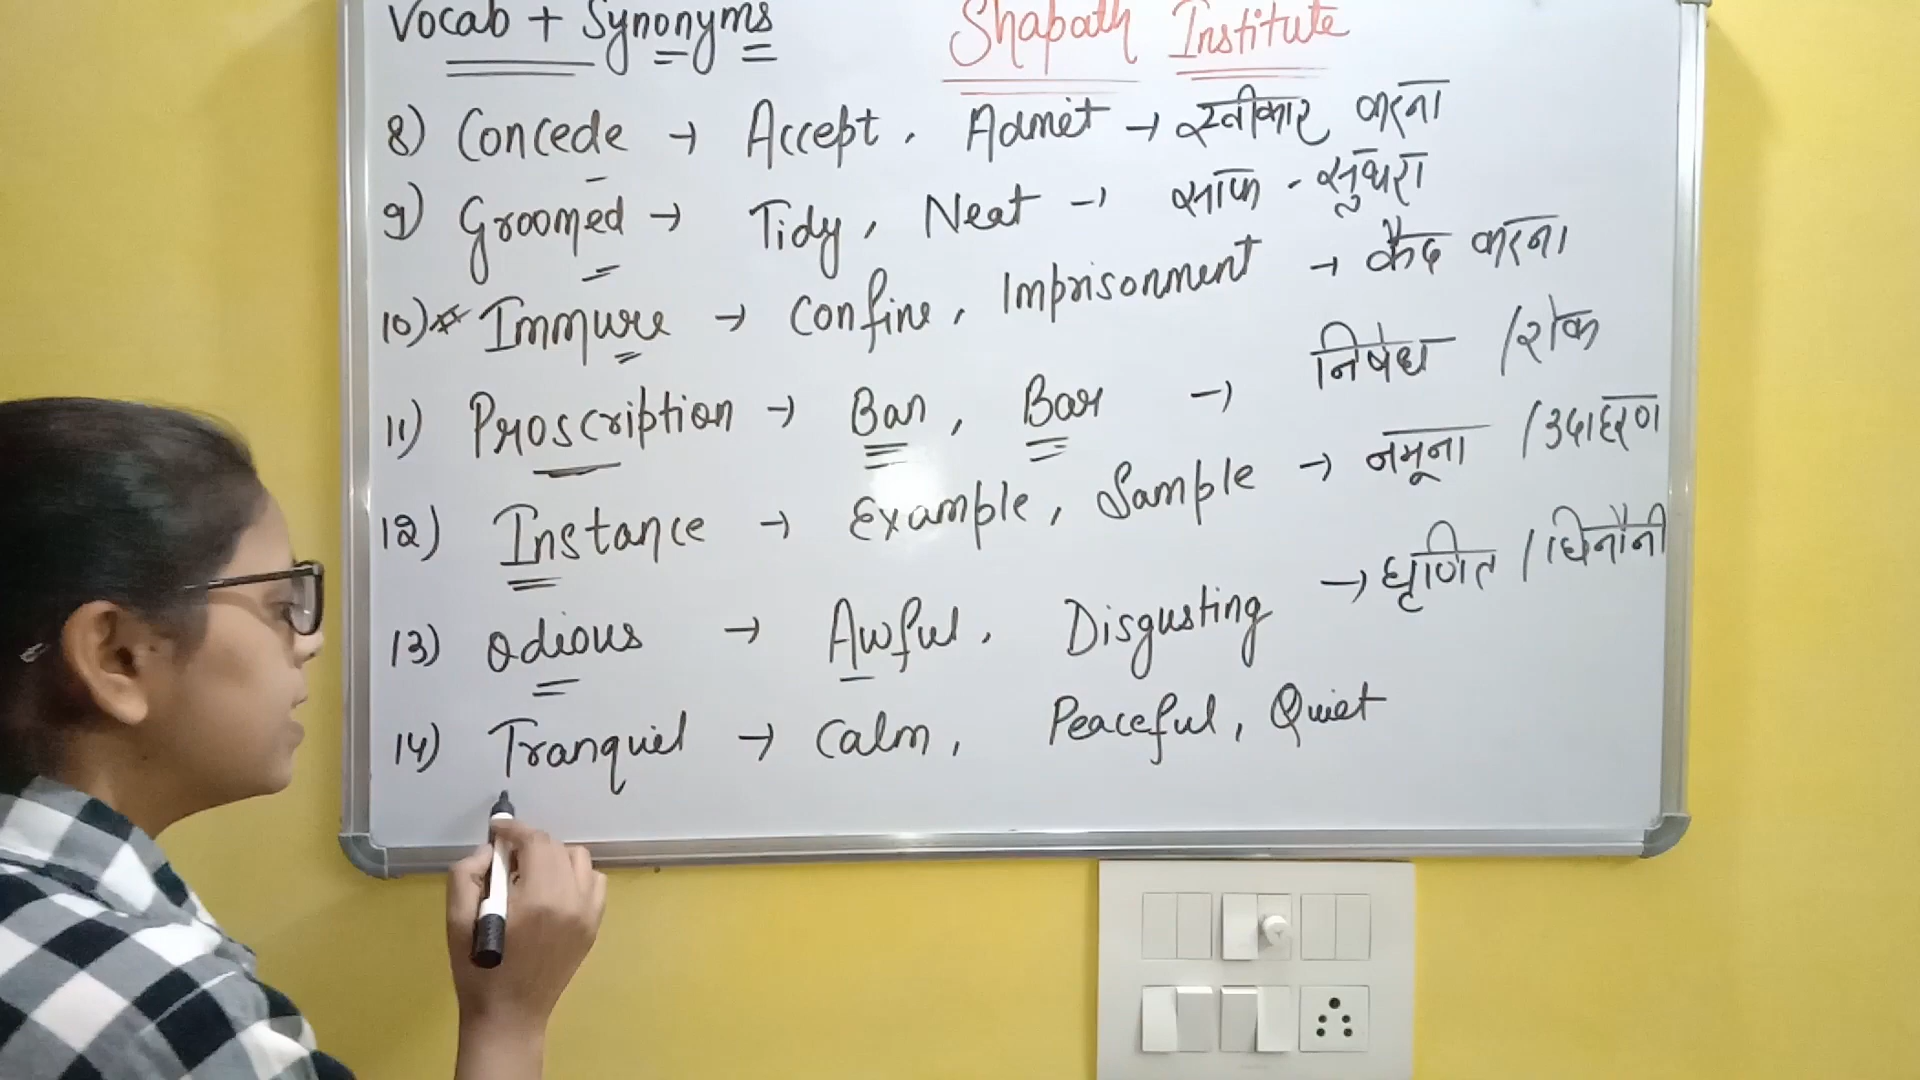 Vocab + Synonyms Shapath Institute
8) Concede → Accept, Admit → स्वीकार करना
9) Groomed → Tidy, Neat → साफ - सुथरा
10)* Immure → Confine, Imprisonment → कैद करना
11) Proscription → Ban, Bar → निषेध / रोक
12) Instance → Example, Sample → नमूना / उदाहरण
13) Odious → Awful, Disgusting → घृणित / घिनौनी
14) Tranquil → Calm, Peaceful, Quiet